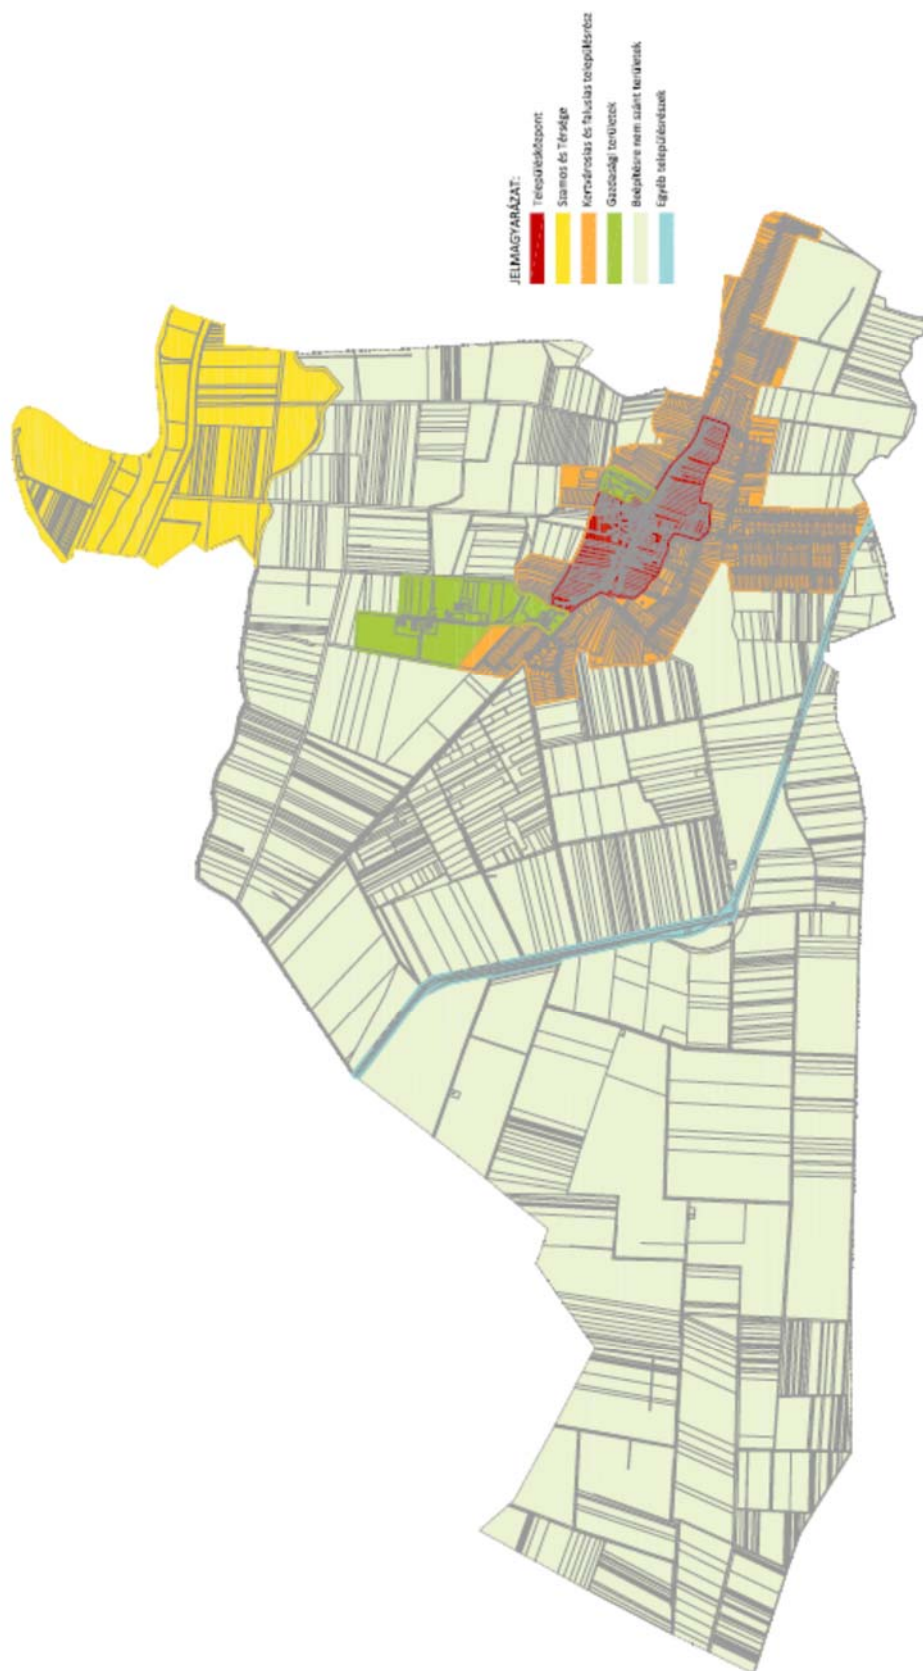 JELMAGYARÁZAT:
Településközpont
Szamos és Térsége
Kertvárosias és falusias településrész
Gazdasági területek
Beépítésre nem szánt területek
Egyéb településrészek